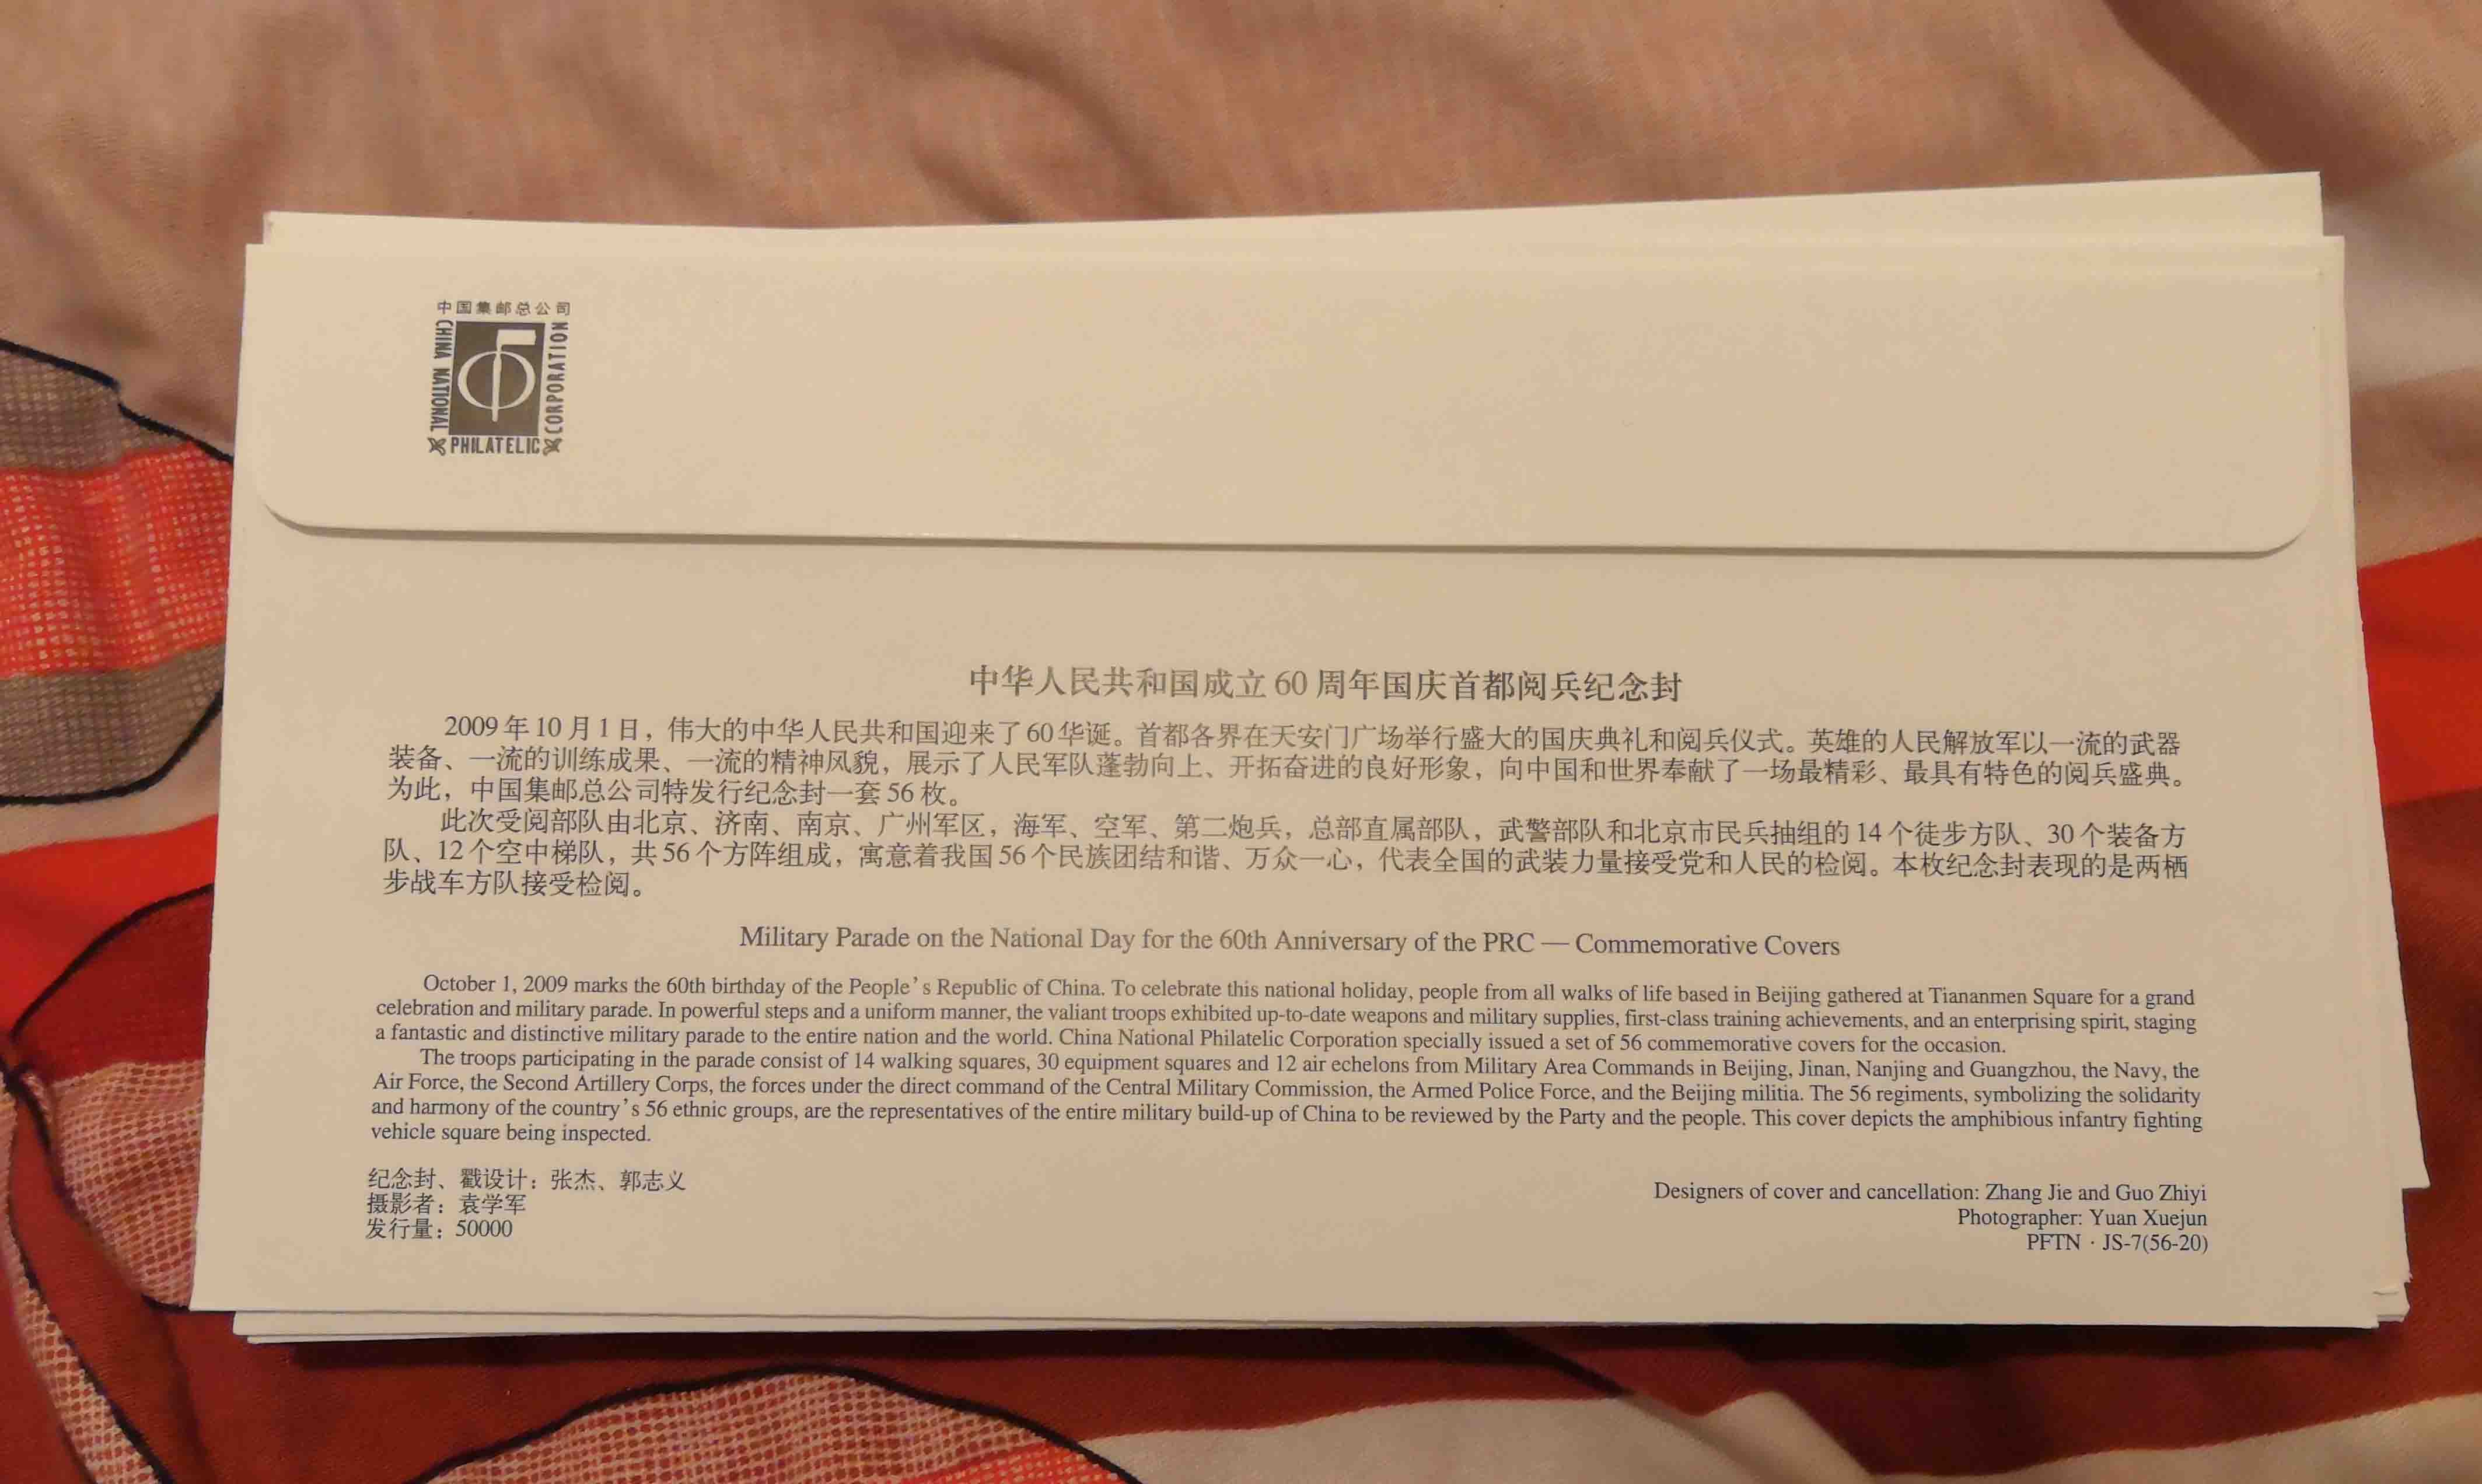 中国集邮总公司
CHINA NATIONAL
PHILATELIC
CORPORATION
中华人民共和国成立60周年国庆首都阅兵纪念封
2009年10月1日，伟大的中华人民共和国迎来了60华诞。首都各界在天安门广场举行盛大的国庆典礼和阅兵仪式。英雄的人民解放军以一流的武器
装备、一流的训练成果、一流的精神风貌，展示了人民军队蓬勃向上、开拓奋进的良好形象，向中国和世界奉献了一场最精彩、最具有特色的阅兵盛典。
为此，中国集邮总公司特发行纪念封一套56枚。
此次受阅部队由北京、济南、南京、广州军区，海军、空军、第二炮兵，总部直属部队，武警部队和北京市民兵抽组的14个徒步方队、30个装备方
队、12个空中梯队，共56个方阵组成，寓意着我国56个民族团结和谐、万众一心，代表全国的武装力量接受党和人民的检阅。本枚纪念封表现的是两栖
步战车方队接受检阅。
Military Parade on the National Day for the 60th Anniversary of the PRC — Commemorative Covers
October 1, 2009 marks the 60th birthday of the People's Republic of China. To celebrate this national holiday, people from all walks of life based in Beijing gathered at Tiananmen Square for a grand
celebration and military parade. In powerful steps and a uniform manner, the valiant troops exhibited up-to-date weapons and military supplies, first-class training achievements, and an enterprising spirit, staging
a fantastic and distinctive military parade to the entire nation and the world. China National Philatelic Corporation specially issued a set of 56 commemorative covers for the occasion.
The troops participating in the parade consist of 14 walking squares, 30 equipment squares and 12 air echelons from Military Area Commands in Beijing, Jinan, Nanjing and Guangzhou, the Navy, the
Air Force, the Second Artillery Corps, the forces under the direct command of the Central Military Commission, the Armed Police Force, and the Beijing militia. The 56 regiments, symbolizing the solidarity
and harmony of the country's 56 ethnic groups, are the representatives of the entire military build-up of China to be reviewed by the Party and the people. This cover depicts the amphibious infantry fighting
vehicle square being inspected.
纪念封、戳设计：张杰、郭志义
摄影者：袁学军
发行量：50000
Designers of cover and cancellation: Zhang Jie and Guo Zhiyi
Photographer: Yuan Xuejun
PFTN · JS-7(56-20)